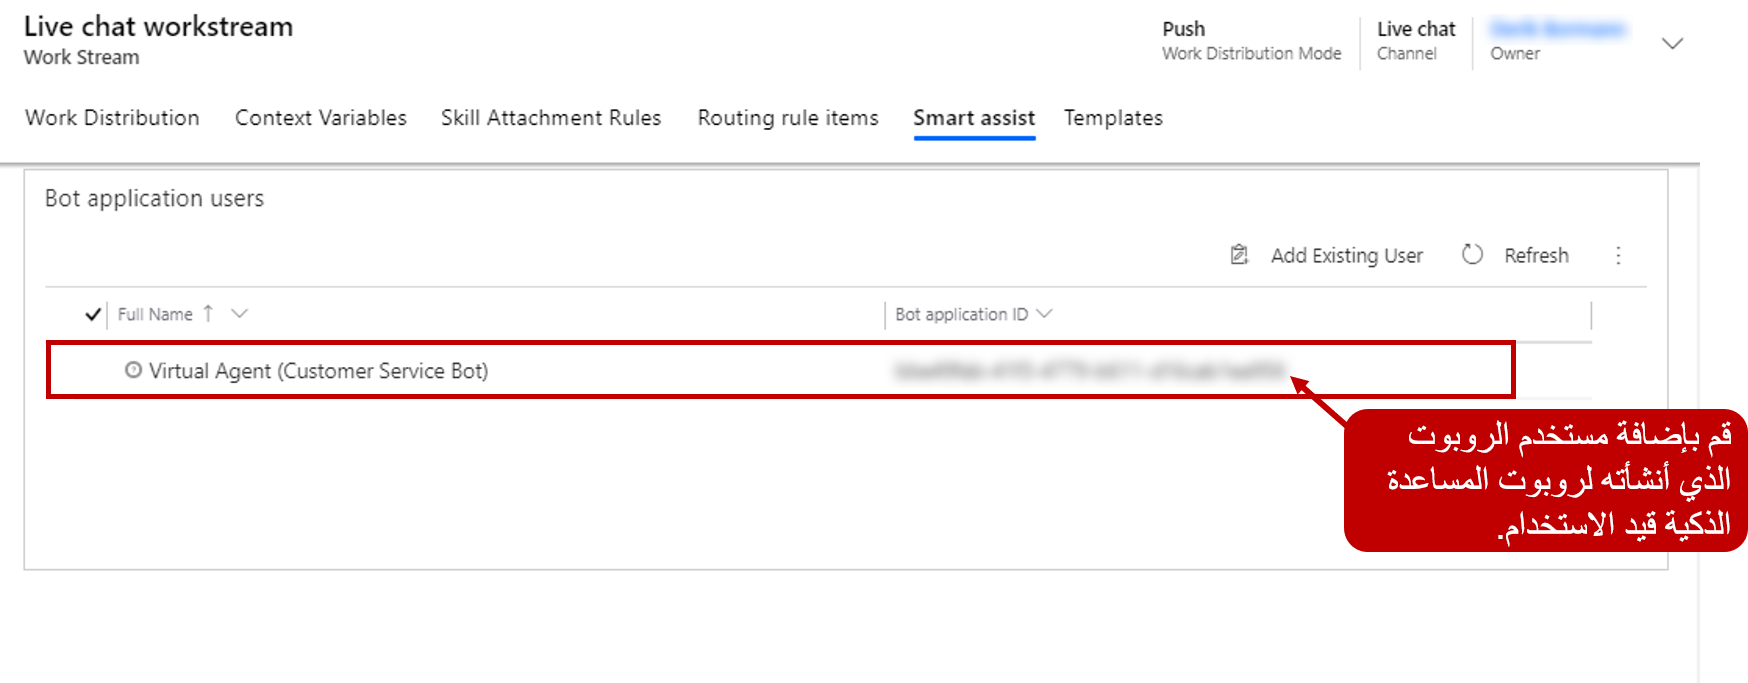 Live chat workstream
Work Stream
Push
Work Distribution Mode
Live chat
Channel
Owner
Work Distribution
Context Variables
Skill Attachment Rules
Routing rule items
Smart assist
Templates
Bot application users
Add Existing User
Refresh
Full Name
Bot application ID
Virtual Agent (Customer Service Bot)
قم بإضافة مستخدم الروبوت
الذي أنشأته لروبوت المساعدة
الذكية قيد الاستخدام.